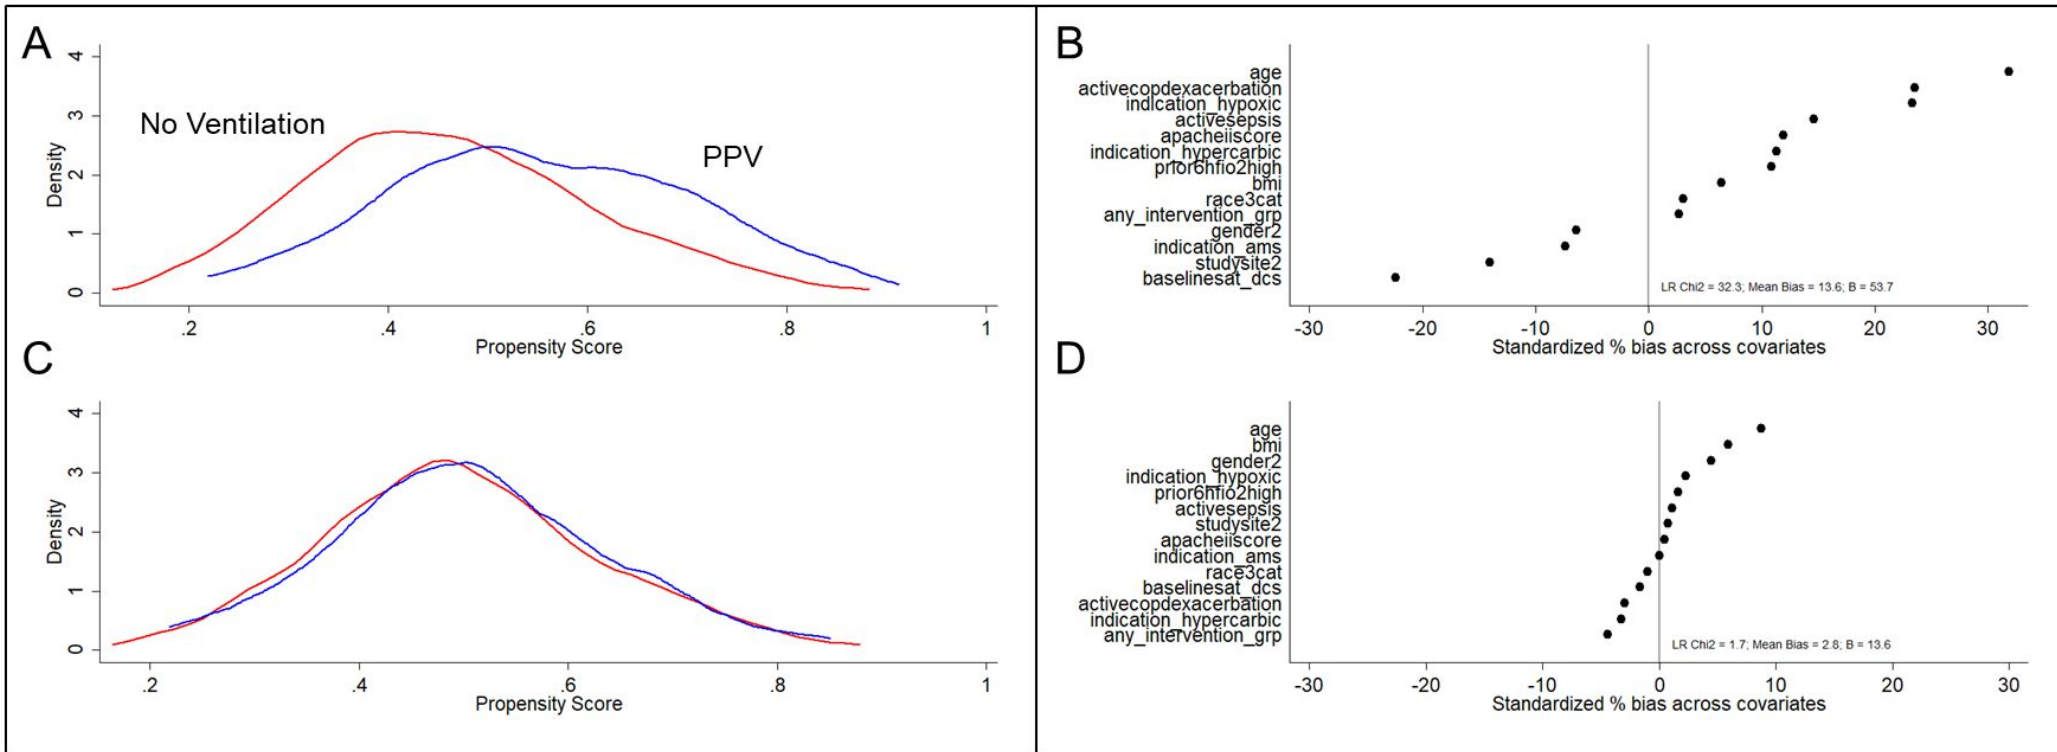 A
4
3
2
1
0
Density
No Ventilation
PPV
.2 .4 .6 .8 1
Propensity Score
B
age
activecopdexacerbation
indication_hypoxic
activesepsis
apacheiiscore
indication_hypercarbic
prior6hfio2high
bmi
race3cat
any_intervention_grp
gender2
indication_ams
studysite2
baselinesat_dcs
LR Chi2 = 32.3; Mean Bias = 13.6; B = 53.7
-30 -20 -10 0 10 20 30
Standardized % bias across covariates
C
4
3
2
1
0
Density
.2 .4 .6 .8 1
Propensity Score
D
age
bmi
gender2
indication_hypoxic
prior6hfio2high
activesepsis
studysite2
apacheiiscore
indication_ams
race3cat
baselinesat_dcs
activecopdexacerbation
indication_hypercarbic
any_intervention_grp
LR Chi2 = 1.7; Mean Bias = 2.8; B = 13.6
-30 -20 -10 0 10 20 30
Standardized % bias across covariates